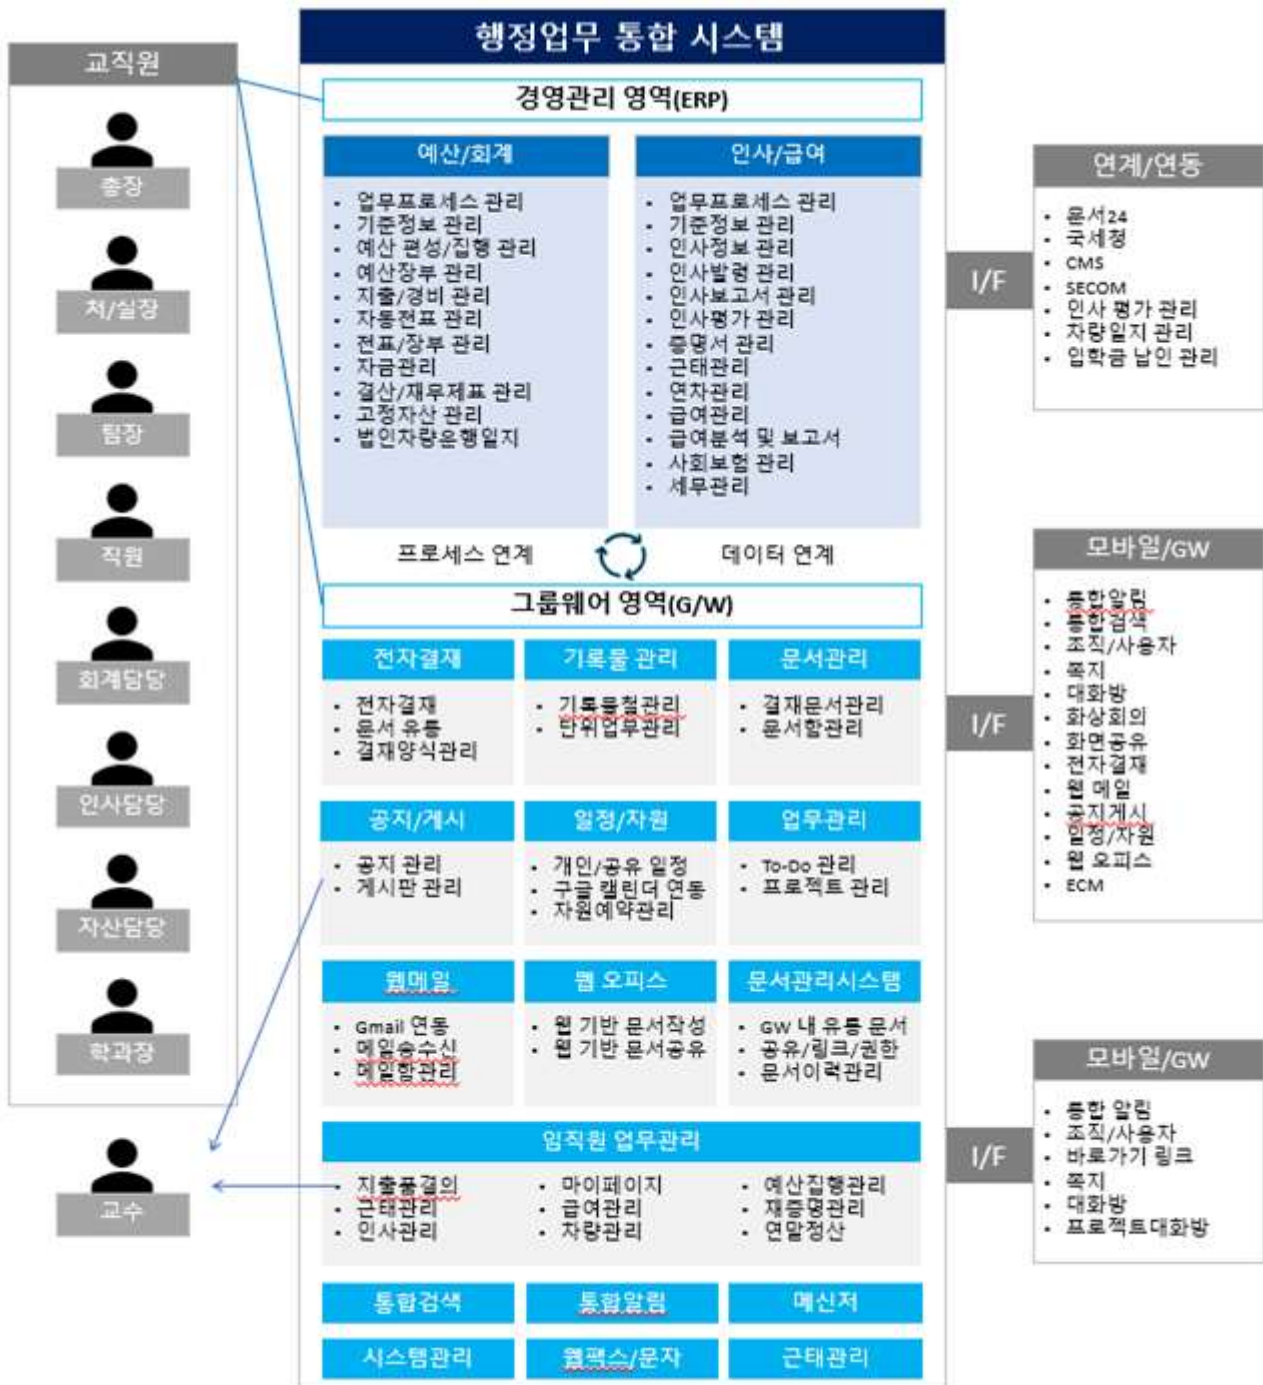 행정업무 통합 시스템
교직원
총장
처/실장
팀장
직원
회계담당
인사담당
자산담당
학과장
교수
경영관리 영역(ERP)
예산/회계
• 업무프로세스 관리
• 기준정보 관리
• 예산 편성/집행 관리
• 예산장부 관리
• 지출/경비 관리
• 자동전표 관리
• 전표/장부 관리
• 자금관리
• 결산/재무제표 관리
• 고정자산 관리
• 법인차량운행일지
인사/급여
• 업무프로세스 관리
• 기준정보 관리
• 인사정보 관리
• 인사발령 관리
• 인사보고서 관리
• 인사평가 관리
• 증명서 관리
• 근태관리
• 연차관리
• 급여관리
• 급여분석 및 보고서
• 사회보험 관리
• 세무관리
프로세스 연계
데이터 연계
그룹웨어 영역(G/W)
전자결재
• 전자결재
• 문서 유통
• 결재양식관리
기록물 관리
• 기록물철관리
• 단위업무관리
문서관리
• 결재문서관리
• 문서함관리
공지/게시
• 공지 관리
• 게시판 관리
일정/자원
• 개인/공유 일정
• 구글 캘린더 연동
• 자원예약관리
업무관리
• To-Do 관리
• 프로젝트 관리
웹메일
• Gmail 연동
• 메일송수신
• 메일함관리
웹 오피스
• 웹 기반 문서작성
• 웹 기반 문서공유
문서관리시스템
• GW 내 유통 문서
• 공유/링크/권한
• 문서이력관리
임직원 업무관리
• 지출품결의
• 근태관리
• 인사관리
• 마이페이지
• 급여관리
• 차량관리
• 예산집행관리
• 재증명관리
• 연말정산
통합검색
통합알림
메신저
시스템관리
웹팩스/문자
근태관리
I/F
연계/연동
• 문서24
• 국세청
• CMS
• SECOM
• 인사 평가 관리
• 차량일지 관리
• 입학금 납인 관리
I/F
모바일/GW
• 통합알림
• 통합검색
• 조직/사용자
• 쪽지
• 대화방
• 화상회의
• 화면공유
• 전자결재
• 웹 메일
• 공지게시
• 일정/자원
• 웹 오피스
• ECM
I/F
모바일/GW
• 통합 알림
• 조직/사용자
• 바로가기 링크
• 쪽지
• 대화방
• 프로젝트대화방